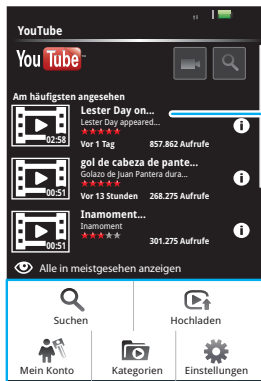 YouTube
You Tube
Am häufigsten angesehen
Lester Day on...
Lester Day appeared...
02:58
Vor 1 Tag 857.862 Aufrufe
gol de cabeza de pante...
Golazo de Juan Pantera dura...
00:51
Vor 13 Stunden 268.275 Aufrufe
Inamoment...
Inamoment
00:51
301.275 Aufrufe
Alle in meistgesehen anzeigen
Suchen Hochladen
Mein Konto Kategorien Einstellungen